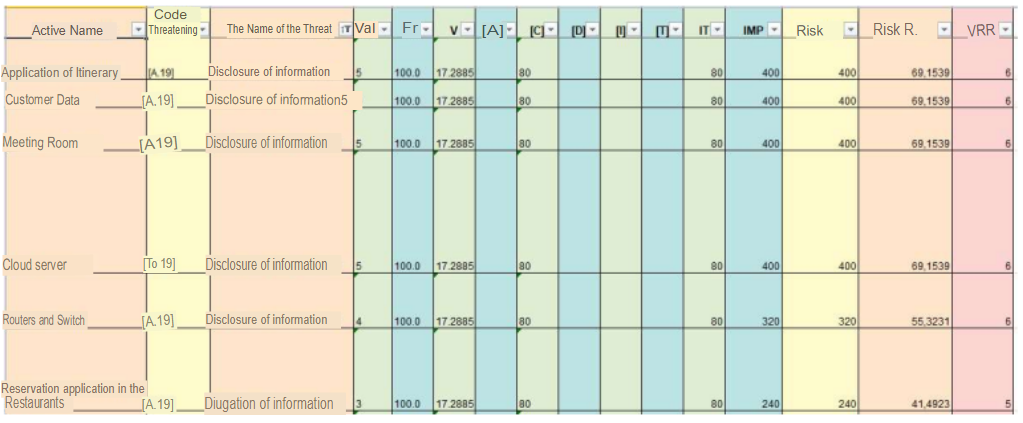 Active Name Code Threatening The Name of the Threat Val Fr V [A] [C] [D] [I] [T] IT IMP Risk Risk R. VRR
Application of Itinerary [A.19] Disclosure of information 5 100.0 17.2885 80 80 400 400 69,1539 6
Customer Data [A.19] Disclosure of information5 100.0 17.2885 80 80 400 400 69,1539 6
Meeting Room [A19] Disclosure of information 5 100.0 17.2885 80 80 400 400 69,1539 6
Cloud server [To 19] Disclosure of information 5 100.0 17.2885 80 80 400 400 69,1539 6
Routers and Switch [A.19] Disclosure of information 4 100.0 17.2885 80 80 320 320 55,3231 6
Reservation application in the
Restaurants [A.19] Diugation of information 3 100.0 17.2885 80 80 240 240 41,4923 5